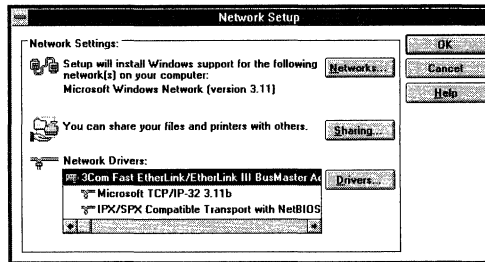 Network Setup
Network Settings:
Setup will install Windows support for the following
network(s) on your computer:
Microsoft Windows Network (version 3.11)
Networks...
You can share your files and printers with others.
Sharing...
Network Drivers:
3Com Fast EtherLink/EtherLink III BusMaster Ad
Microsoft TCP/IP-32 3.11b
IPX/SPX Compatible Transport with NetBIOS
Drivers...
OK
Cancel
Help